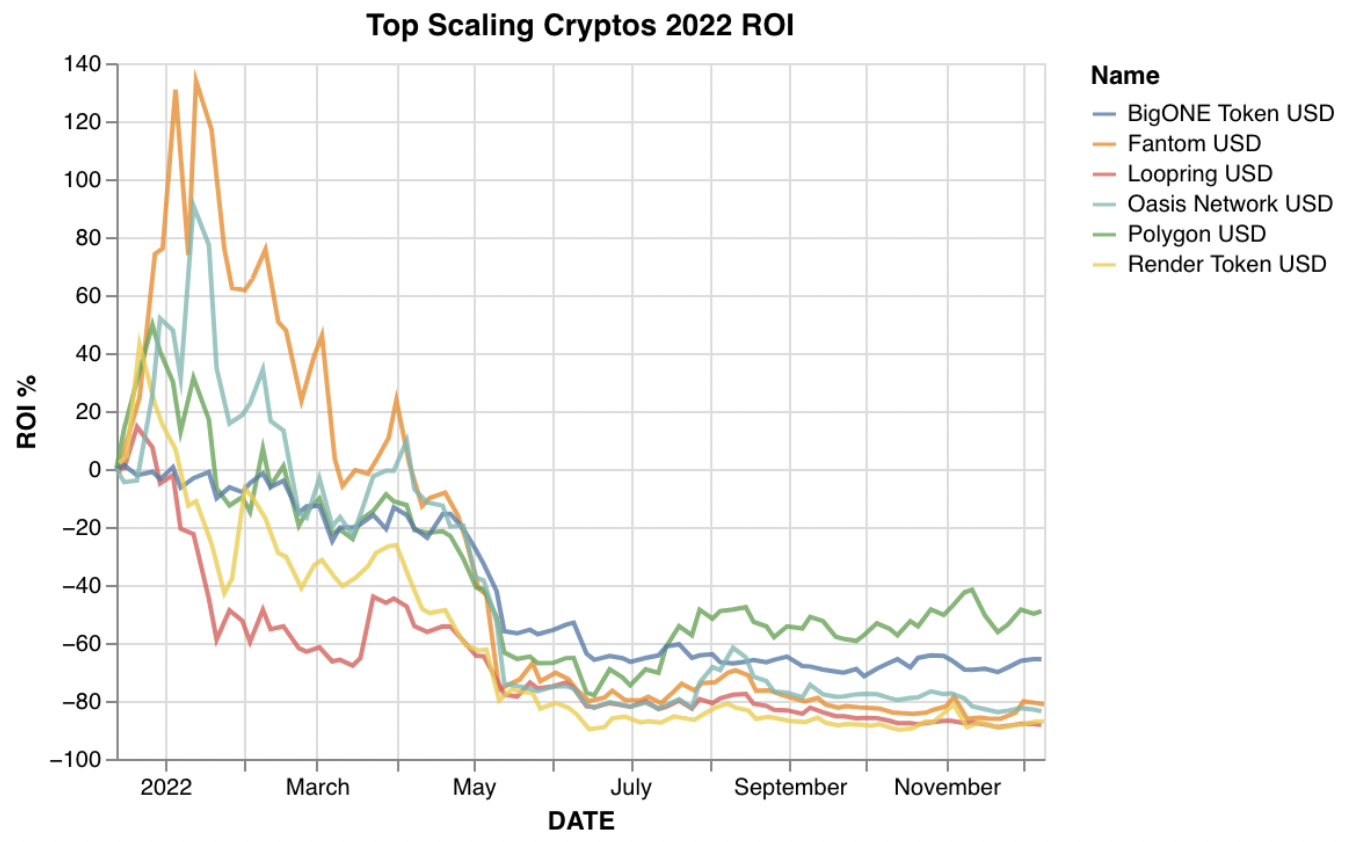 Top Scaling Cryptos 2022 ROI
140
120
100
80
60
40
20
0
−20
−40
−60
−80
−100
ROI %
2022 March May July September November
DATE
Name
BigONE Token USD
Fantom USD
Loopring USD
Oasis Network USD
Polygon USD
Render Token USD